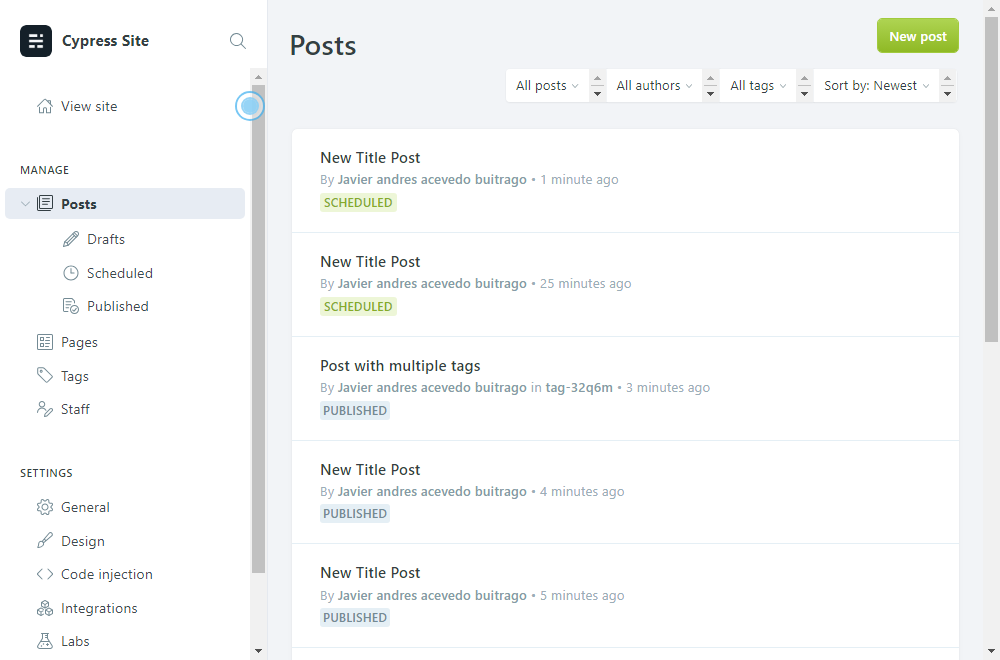 Cypress Site
View site
MANAGE
Posts
Drafts
Scheduled
Published
Pages
Tags
Staff
SETTINGS
General
Design
Code injection
Integrations
Labs
Posts
New post
All posts
All authors
All tags
Sort by: Newest
New Title Post
By Javier andres acevedo buitrago • 1 minute ago
SCHEDULED
New Title Post
By Javier andres acevedo buitrago • 25 minutes ago
SCHEDULED
Post with multiple tags
By Javier andres acevedo buitrago in tag-32q6m • 3 minutes ago
PUBLISHED
New Title Post
By Javier andres acevedo buitrago • 4 minutes ago
PUBLISHED
New Title Post
By Javier andres acevedo buitrago • 5 minutes ago
PUBLISHED